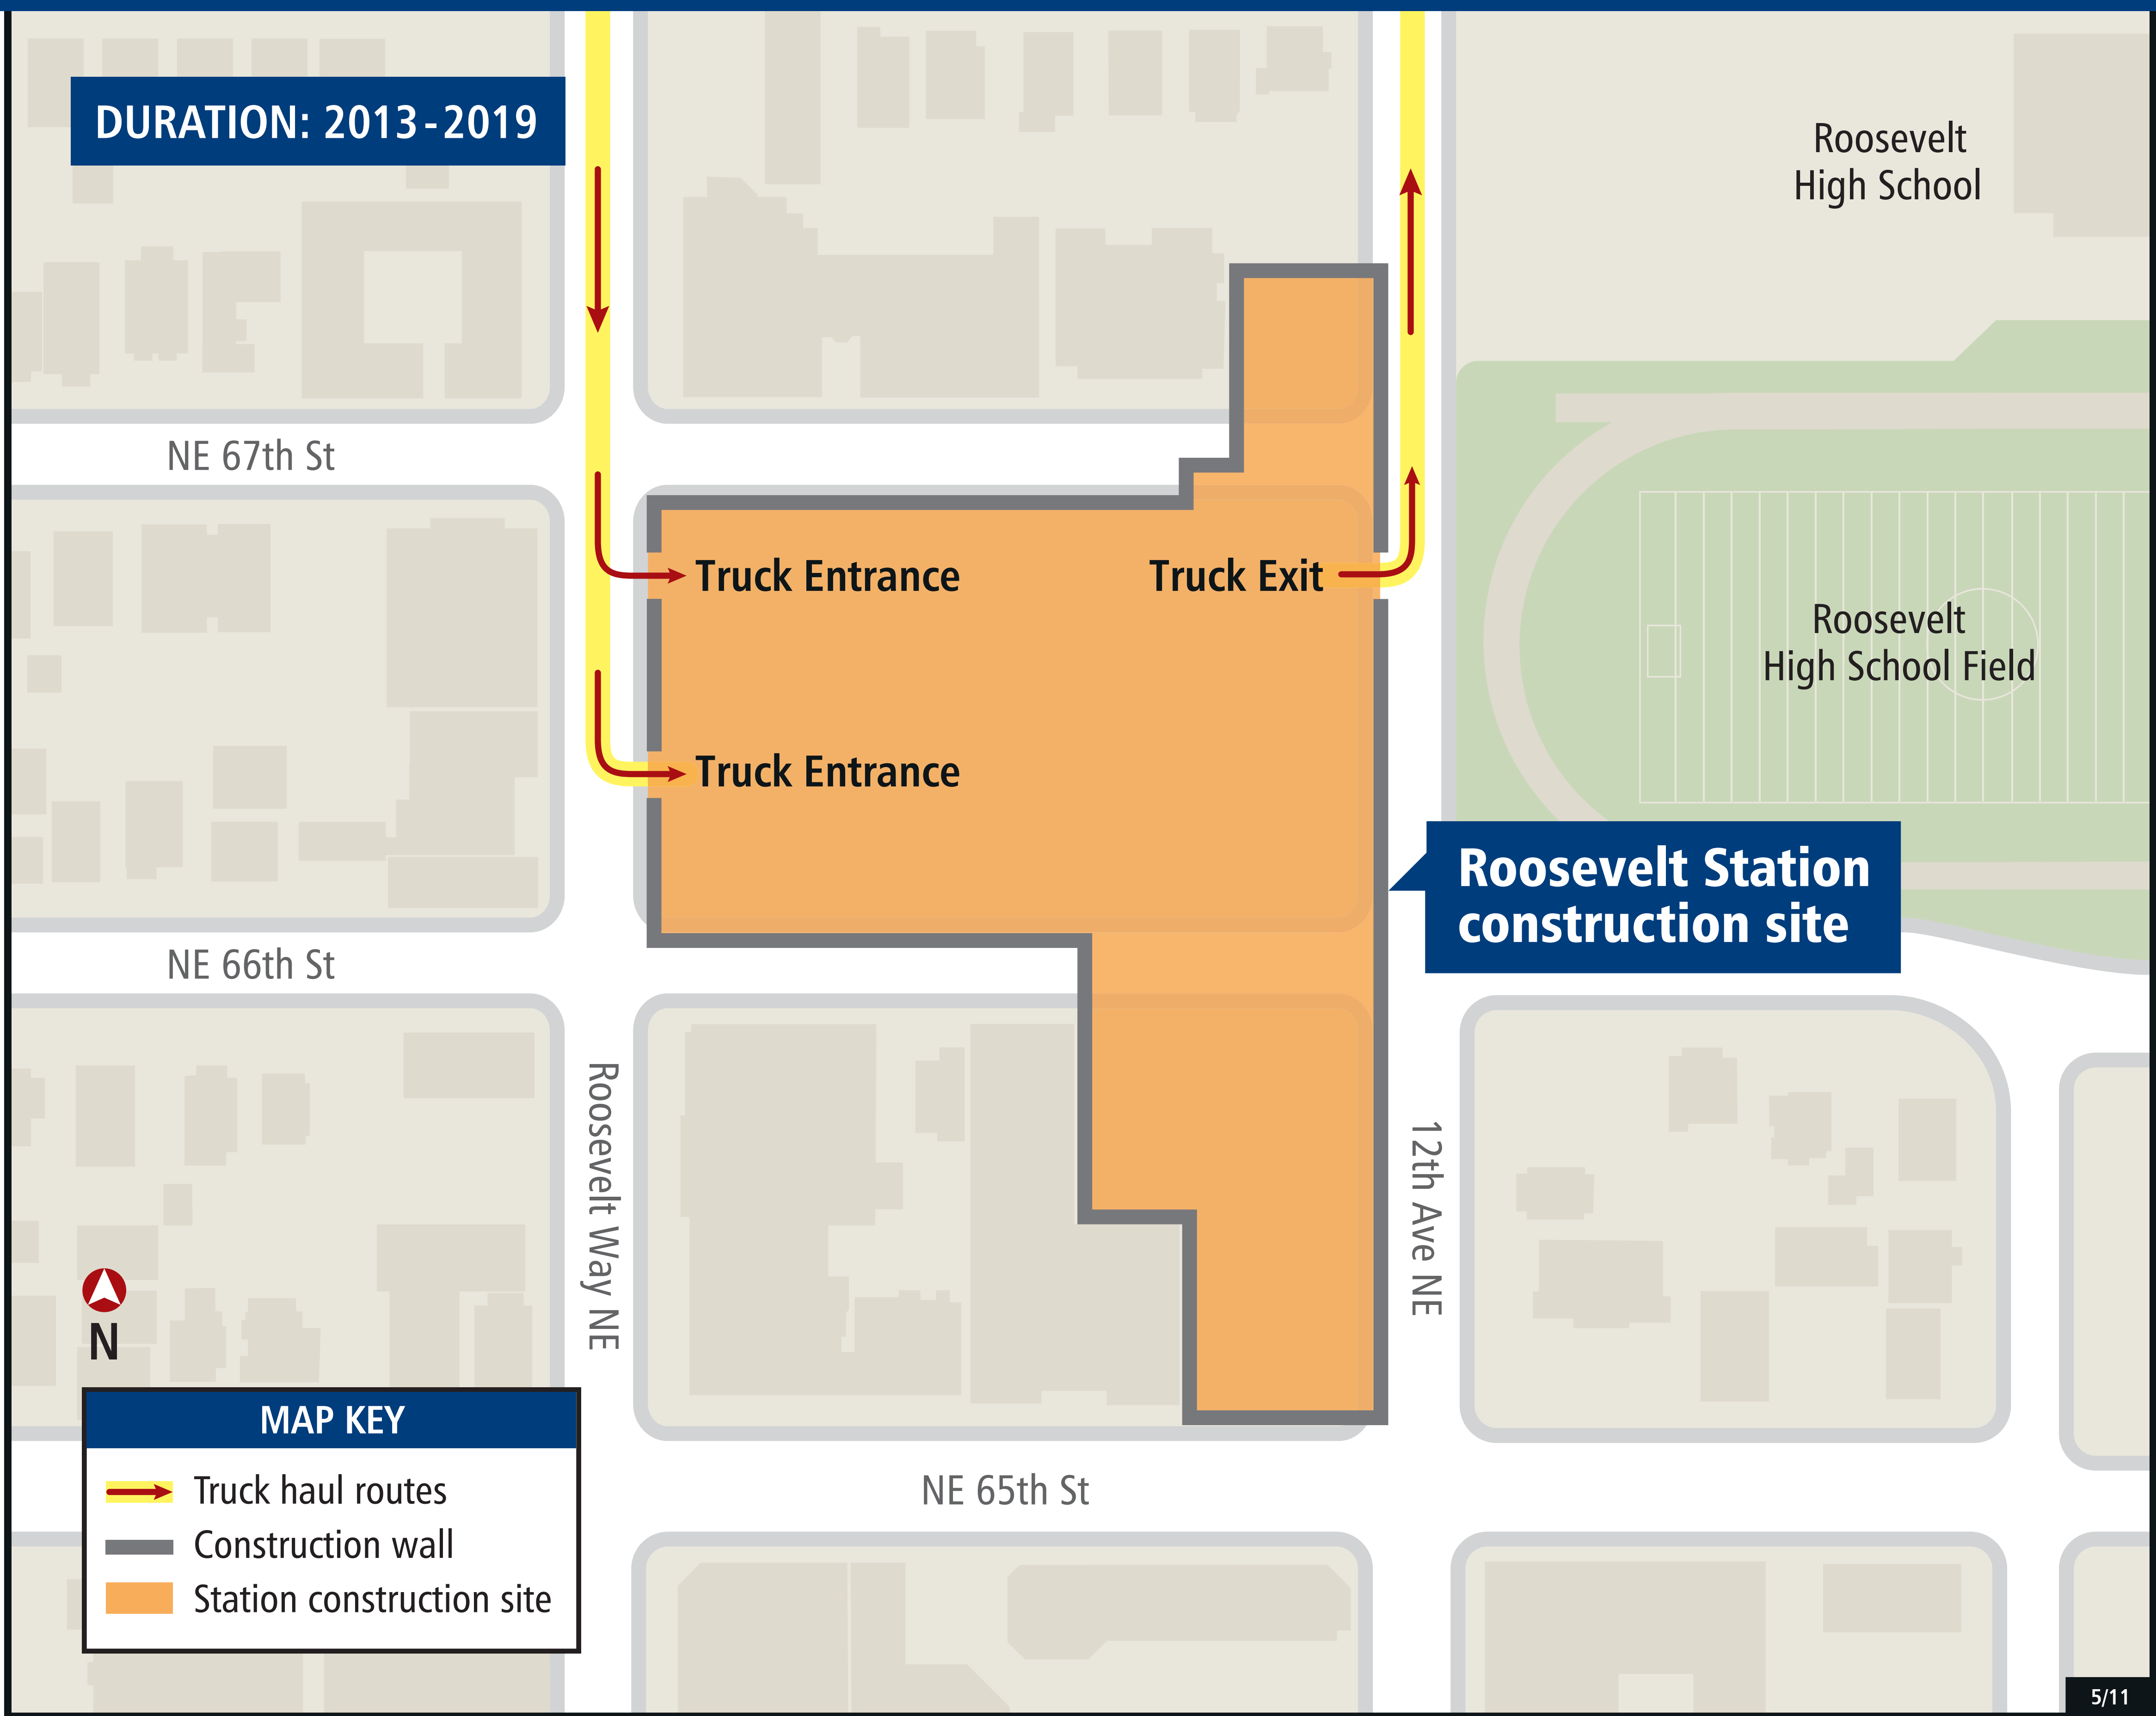 DURATION: 2013-2019
Roosevelt
High School
NE 67th St
Truck Entrance
Truck Exit
Roosevelt
High School Field
Truck Entrance
Roosevelt Station
construction site
NE 66th St
Roosevelt Way NE
12th Ave NE
N
MAP KEY
Truck haul routes
Construction wall
Station construction site
NE 65th St
5/11